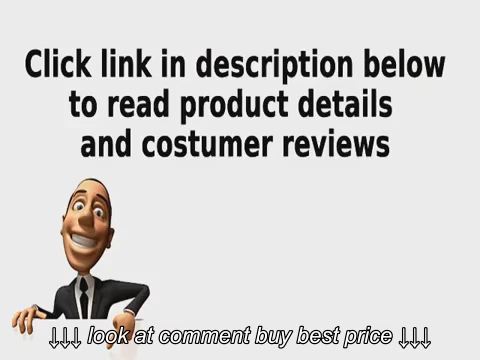 Click link in description below
to read product details
and costumer reviews
↓↓↓ look at comment buy best price ↓↓↓